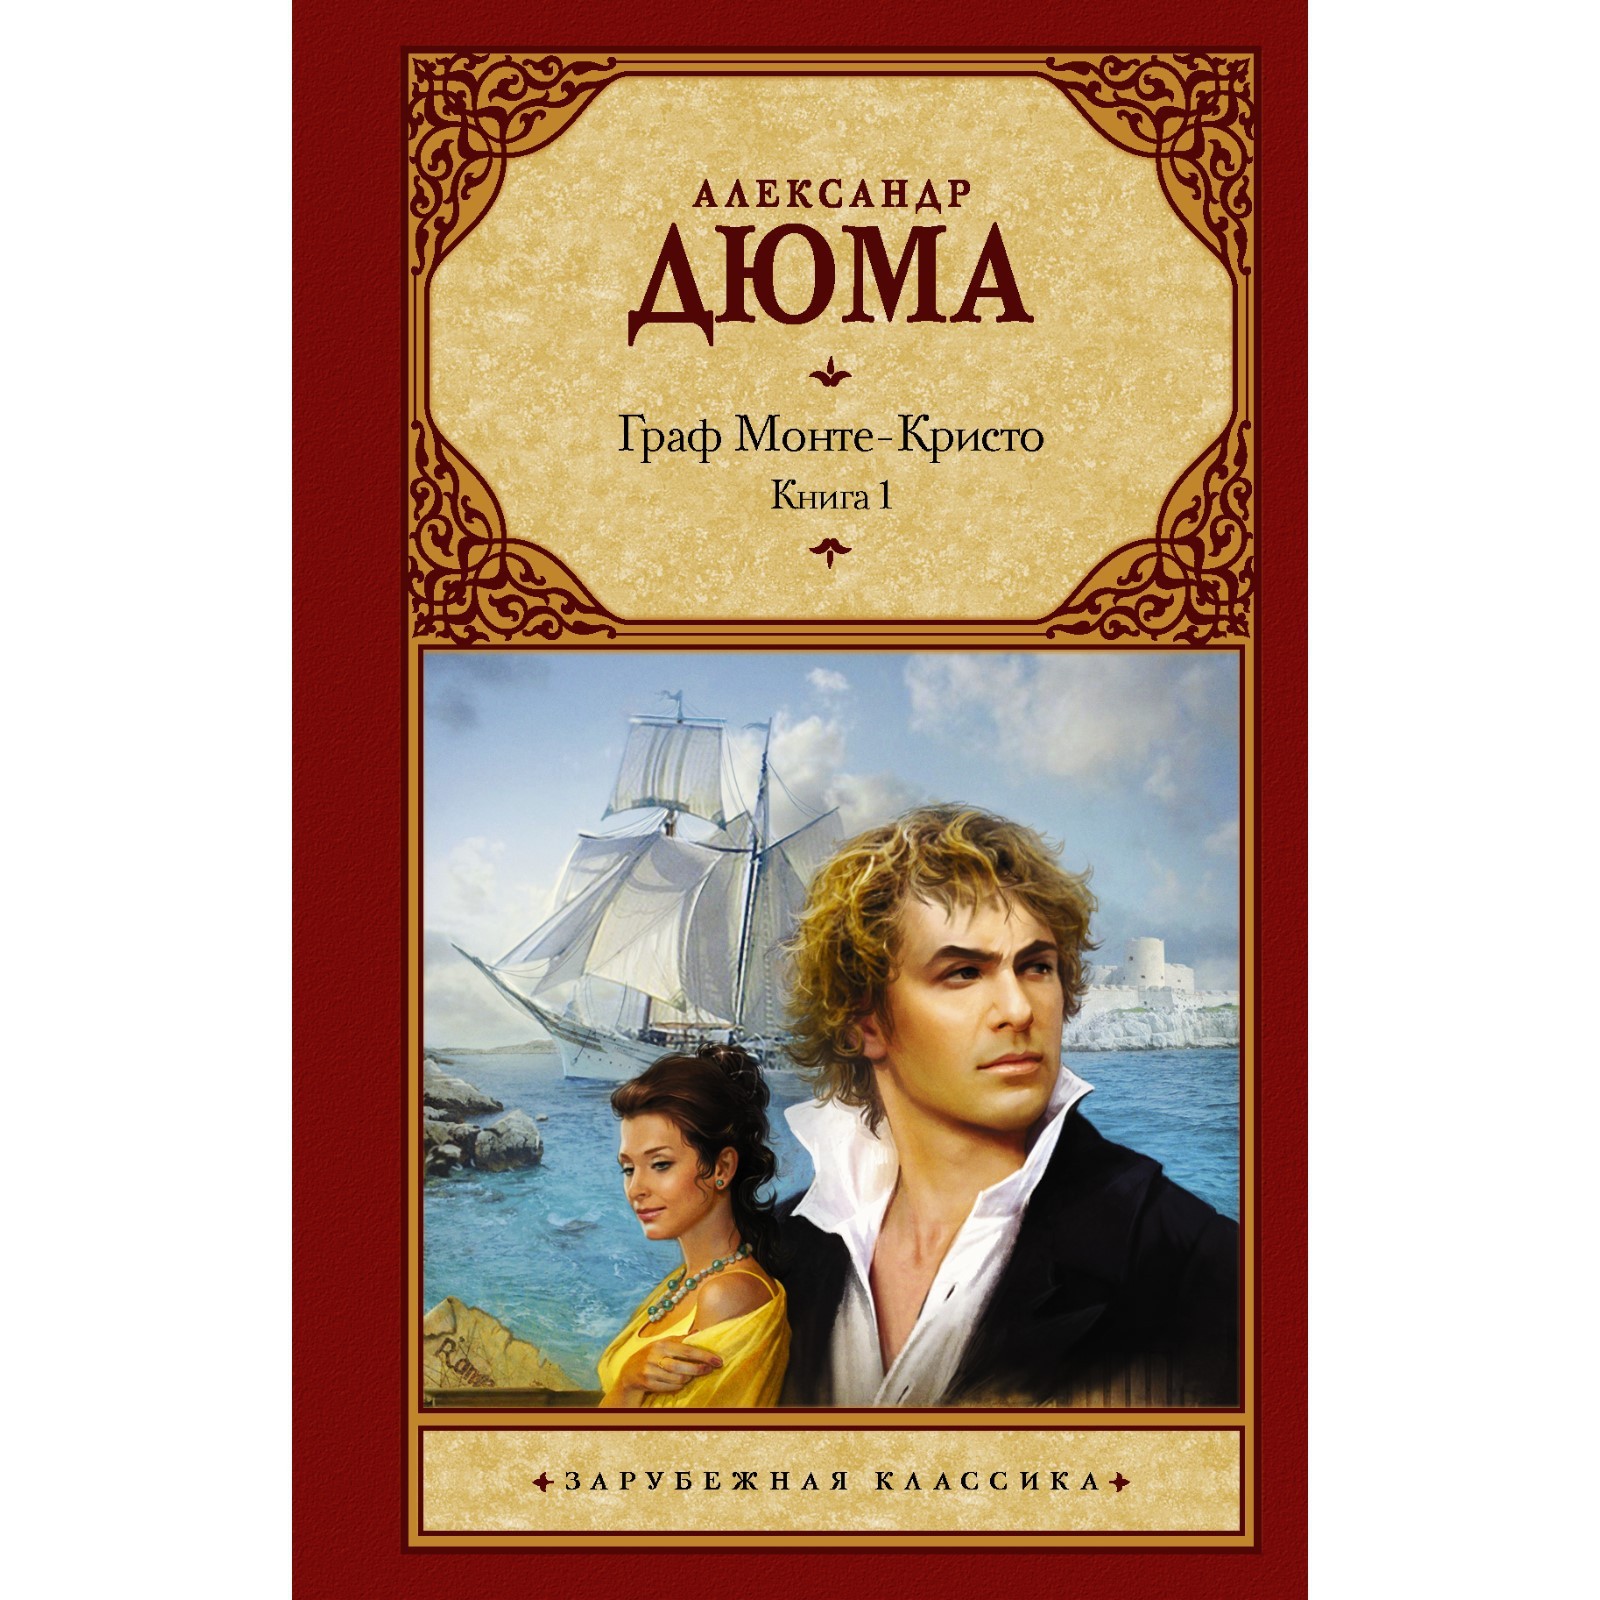 АЛЕКСАНДР
ДЮМА
Граф Монте-Кристо
Книга 1
ЗАРУБЕЖНАЯ КЛАССИКА